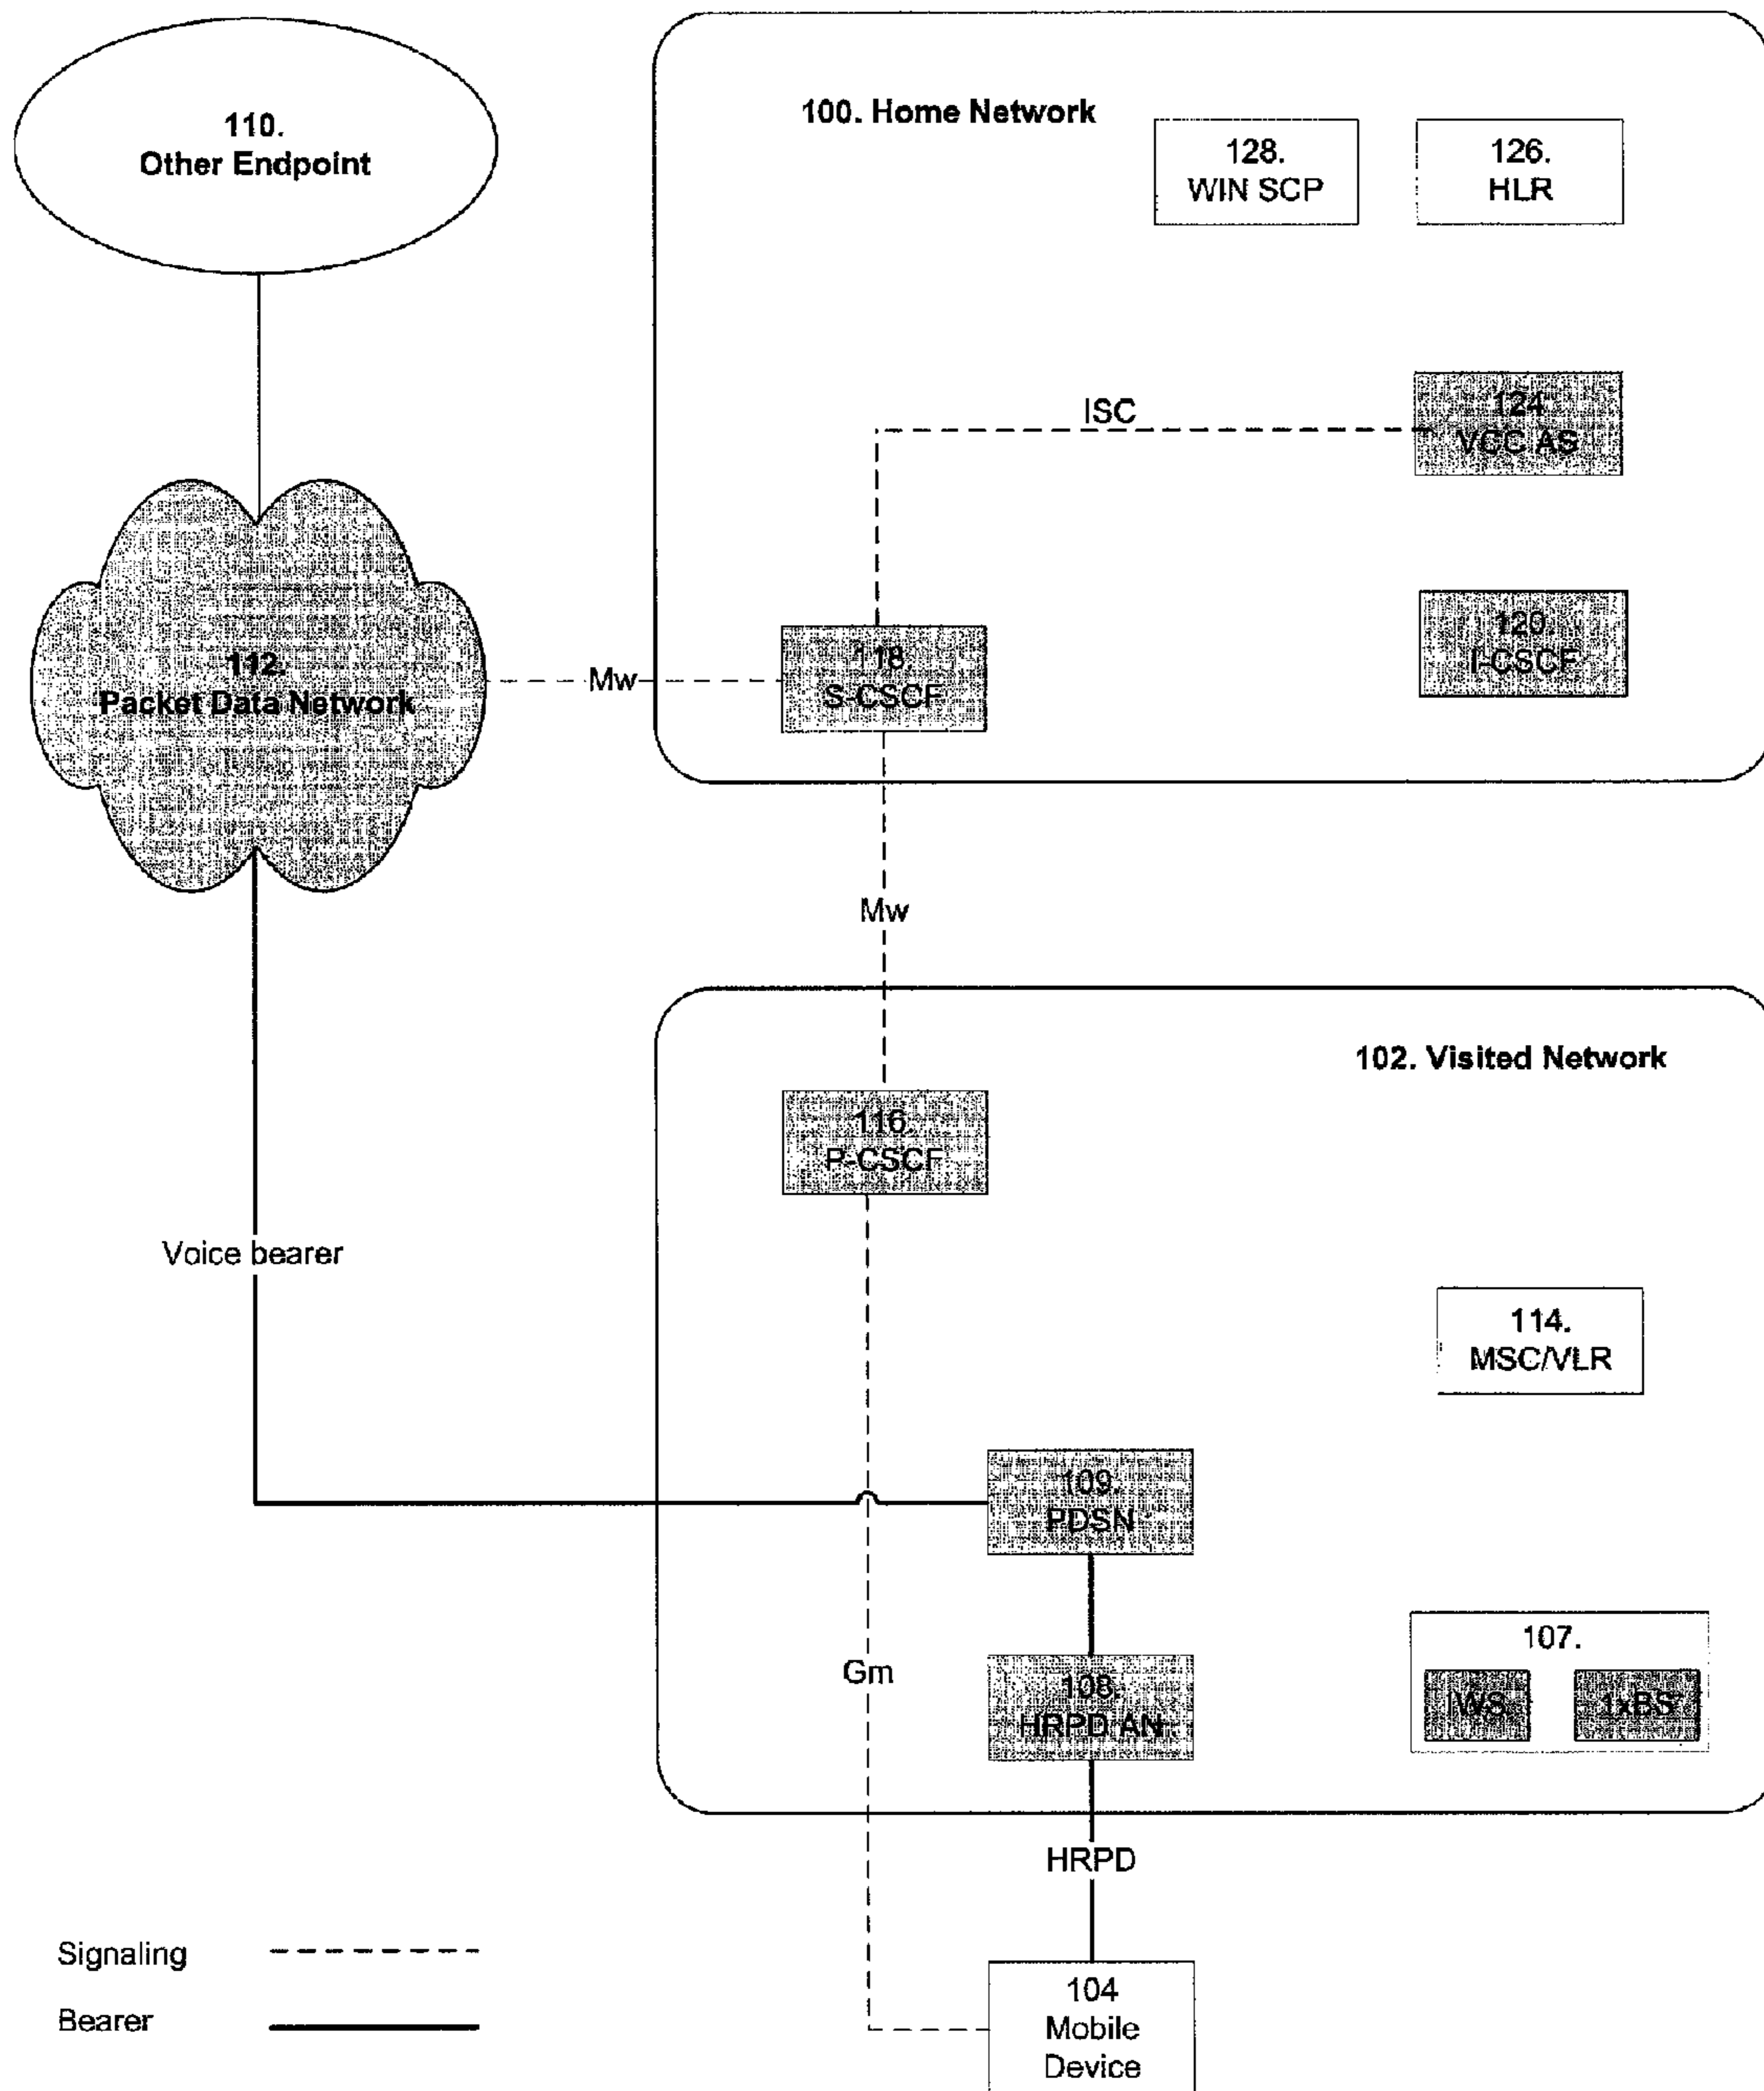 110.
Other Endpoint
100. Home Network
128.
WIN SCP
126.
HLR
124.
VCC AS
ISC
120.
I-CSCF
118.
S-CSCF
112.
Packet Data Network
Mw
Mw
102. Visited Network
116.
P-CSCF
Voice bearer
114.
MSC/VLR
109.
PDSN
107.
IWS
1xBS
108.
HRPD AN
Gm
HRPD
Signaling
Bearer
104
Mobile
Device